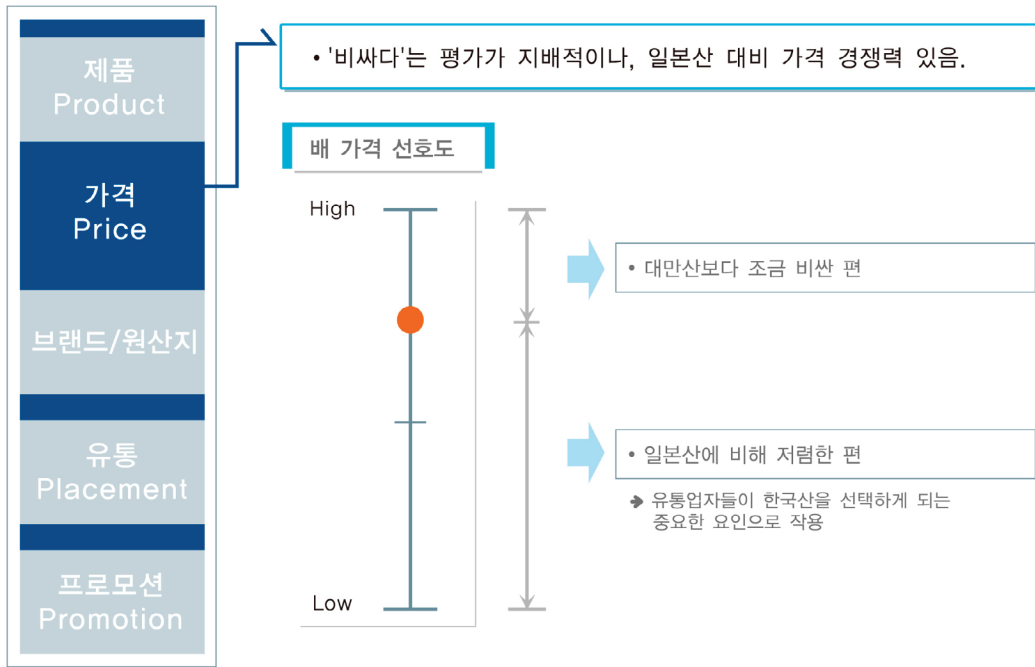 제품
Product
가격
Price
브랜드/원산지
유통
Placement
프로모션
Promotion
• '비싸다'는 평가가 지배적이나, 일본산 대비 가격 경쟁력 있음.
배 가격 선호도
High
Low
• 대만산보다 조금 비싼 편
• 일본산에 비해 저렴한 편
➔ 유통업자들이 한국산을 선택하게 되는
중요한 요인으로 작용